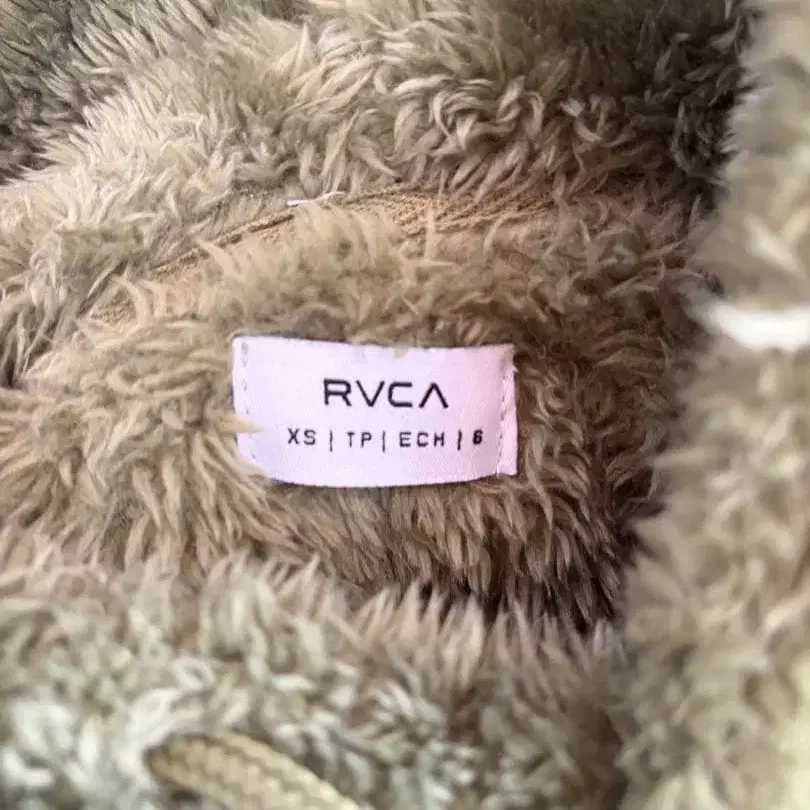 RVCA
XS | TP | ECH | 6